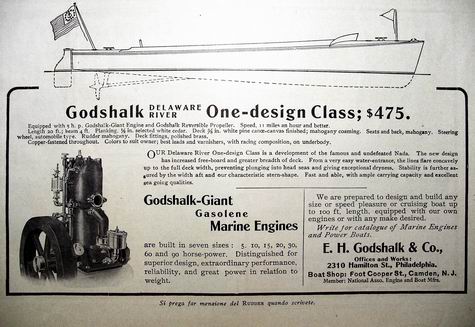 Godshalk DELAWARE RIVER One-design Class; $475.
Equipped with 5 h. p. Godshalk-Giant Engine and Godshalk Reversible Propeller. Speed, 11 miles an hour and better.
Length 20 ft.; beam 4 ft. Planking, ⅝ in. selected white cedar. Deck ⅝ in. white pine canoe-canvas finished; mahogany coaming. Seats and back, mahogany. Steering
wheel, automobile type. Rudder mahogany. Deck fittings, polished brass.
Copper-fastened throughout. Colors to suit owner; best leads and varnishes, with racing composition, on underbody.
OUR Delaware River One-design Class is a development of the famous and undefeated Nada. The new design
has increased free-board and greater breadth of deck. From a very easy water-entrance, the lines flare concavely
up to the full deck width, preventing plunging into head seas and giving exceptional dryness. Stability is further as-
sured by the width aft and our characteristic stern-shape. Fast and able, with ample carrying capacity and excellent
sea going quality.
Godshalk-Giant
Gasolene
Marine Engines
are built in seven sizes: 5, 10, 15, 20, 30,
60 and 90 horse-power. Distinguished for
superior design, extraordinary performance,
reliability, and great power in relation to
weight.
We are prepared to design and build any
size or speed pleasure or cruising boat up
to 100 ft. length, equipped with our own
engines or with any make desired.
Write for catalogue of Marine Engines
and Power Boats.
E. H. Godshalk & Co.,
Offices and Works:
2310 Hamilton St., Philadelphia.
Boat Shop: Foot Cooper St., Camden, N. J.
Member: National Asso. Engine and Boat Mfrs.
Si prega far menzione del RUDDER quando scrivete.